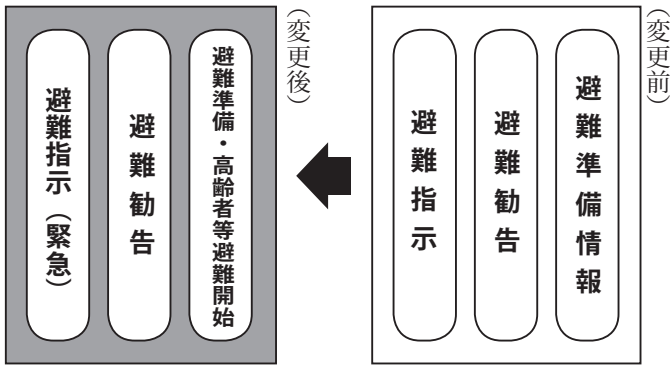 （変更前）
避難準備情報
避難勧告
避難指示
（変更後）
避難準備・高齢者等避難開始
避難勧告
避難指示（緊急）